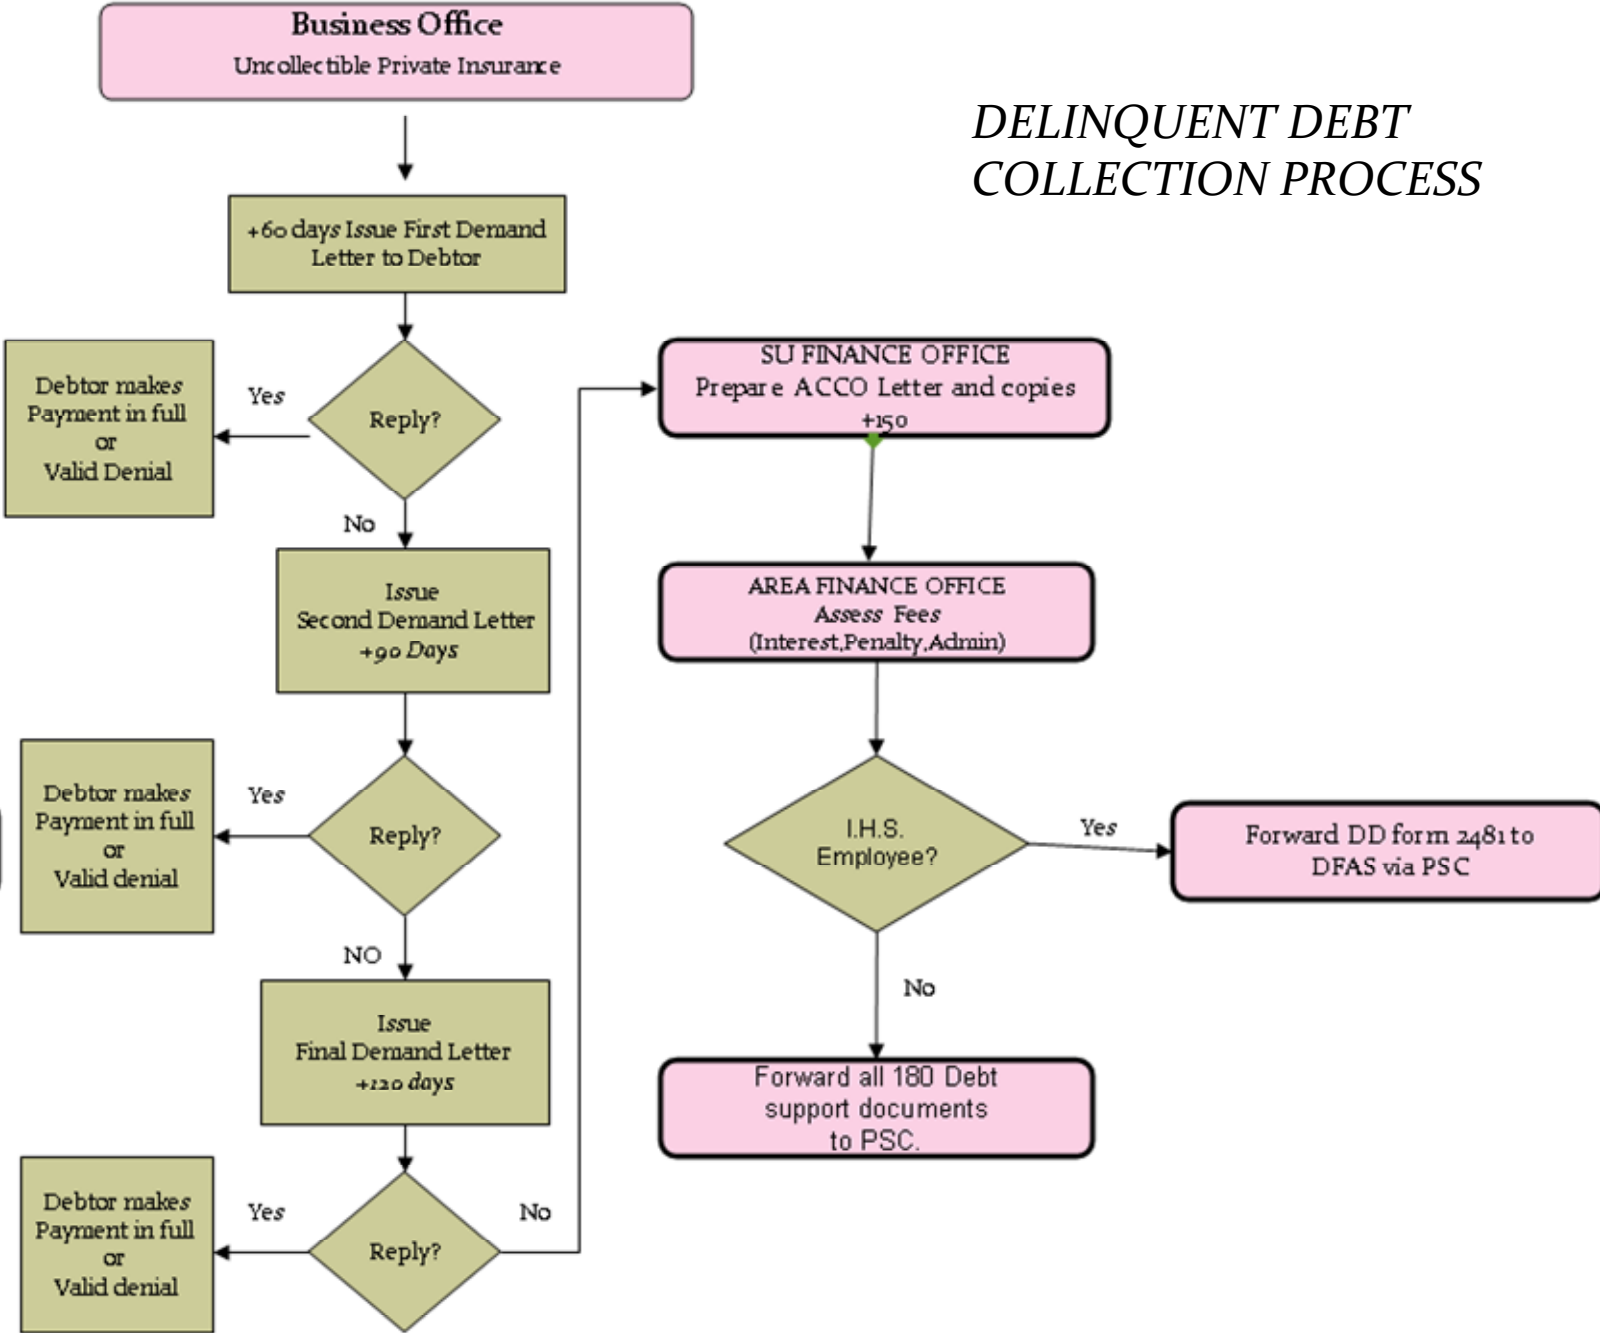 Business Office
Uncollectible Private Insurance
DELINQUENT DEBT
COLLECTION PROCESS
+60 days Issue First Demand
Letter to Debtor
Reply?
Yes
Debtor makes
Payment in full
or
Valid Denial
No
Issue
Second Demand Letter
+90 Days
Reply?
Yes
Debtor makes
Payment in full
or
Valid denial
NO
Issue
Final Demand Letter
+120 days
Reply?
Yes
Debtor makes
Payment in full
or
Valid denial
No
SU FINANCE OFFICE
Prepare ACCO Letter and copies
+150
AREA FINANCE OFFICE
Assess Fees
(Interest,Penalty,Admin)
I.H.S.
Employee?
Yes
Forward DD form 2481 to
DFAS via PSC
No
Forward all 180 Debt
support documents
to PSC.